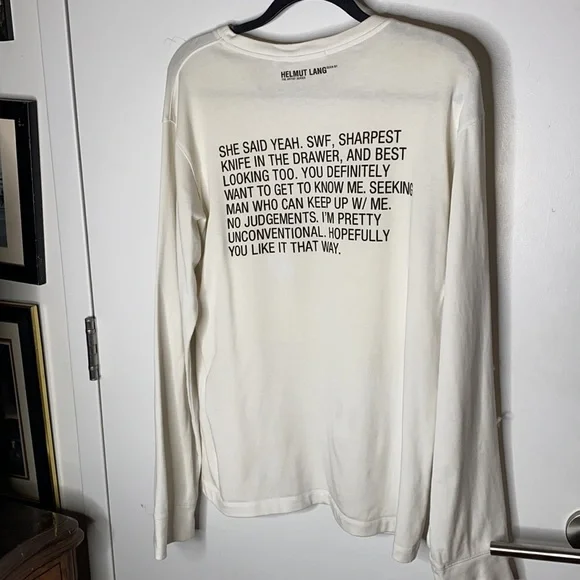 HELMUT LANG
SHE SAID YEAH. SWF, SHARPEST
KNIFE IN THE DRAWER, AND BEST
LOOKING TOO. YOU DEFINITELY
WANT TO GET TO KNOW ME. SEEKING
MAN WHO CAN KEEP UP W/ ME.
NO JUDGEMENTS. I'M PRETTY
UNCONVENTIONAL. HOPEFULLY
YOU LIKE IT THAT WAY.